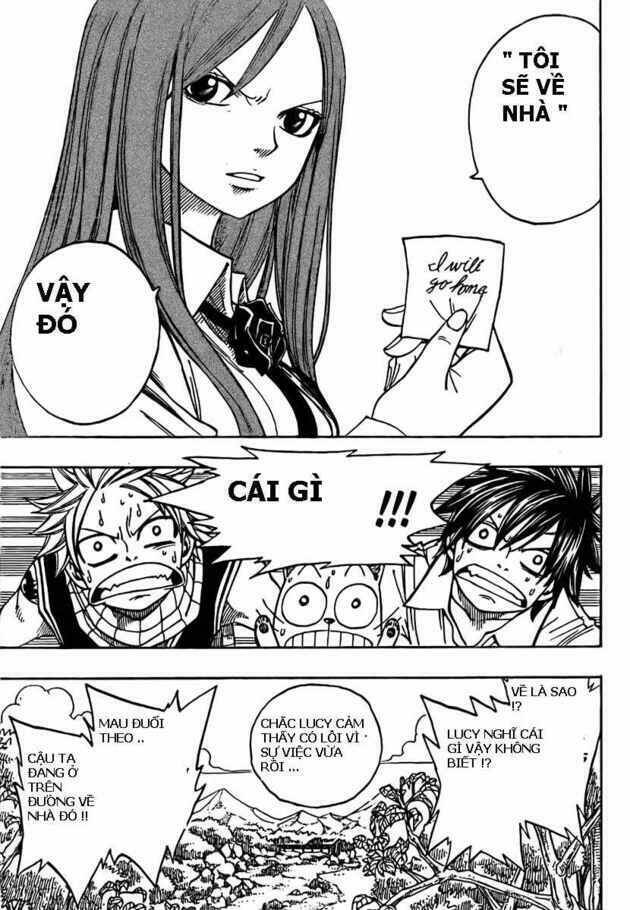 " TÔI
SẼ VỀ
NHÀ "
I will
go home
VẬY
ĐÓ
CÁI GÌ
!!!
VỀ LÀ SAO
!?
LUCY NGHĨ CÁI
GÌ VẬY KHÔNG
BIẾT !?
CHẮC LUCY CẢM
THẤY CÓ LỖI VÌ
SỰ VIỆC VỪA
RỒI ...
MAU ĐUỔI
THEO ..
CẬU TA
ĐANG Ở
TRÊN
ĐƯỜNG VỀ
NHÀ ĐÓ !!